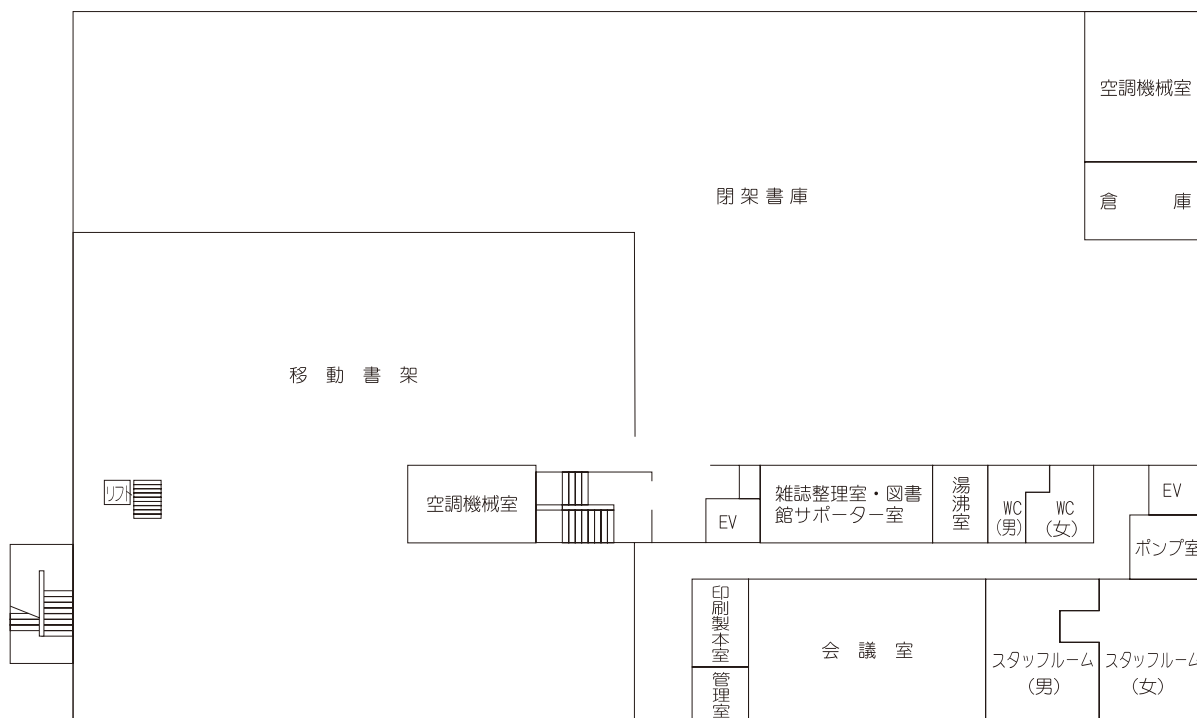 空調機械室
閉架書庫
倉　庫
移動書架
リフト
空調機械室
EV
雑誌整理室・図書
館サポーター室
湯沸室
WC
(男)
WC
(女)
EV
ポンプ室
印刷製本室
管理室
会議室
スタッフルーム
(男)
スタッフルーム
(女)